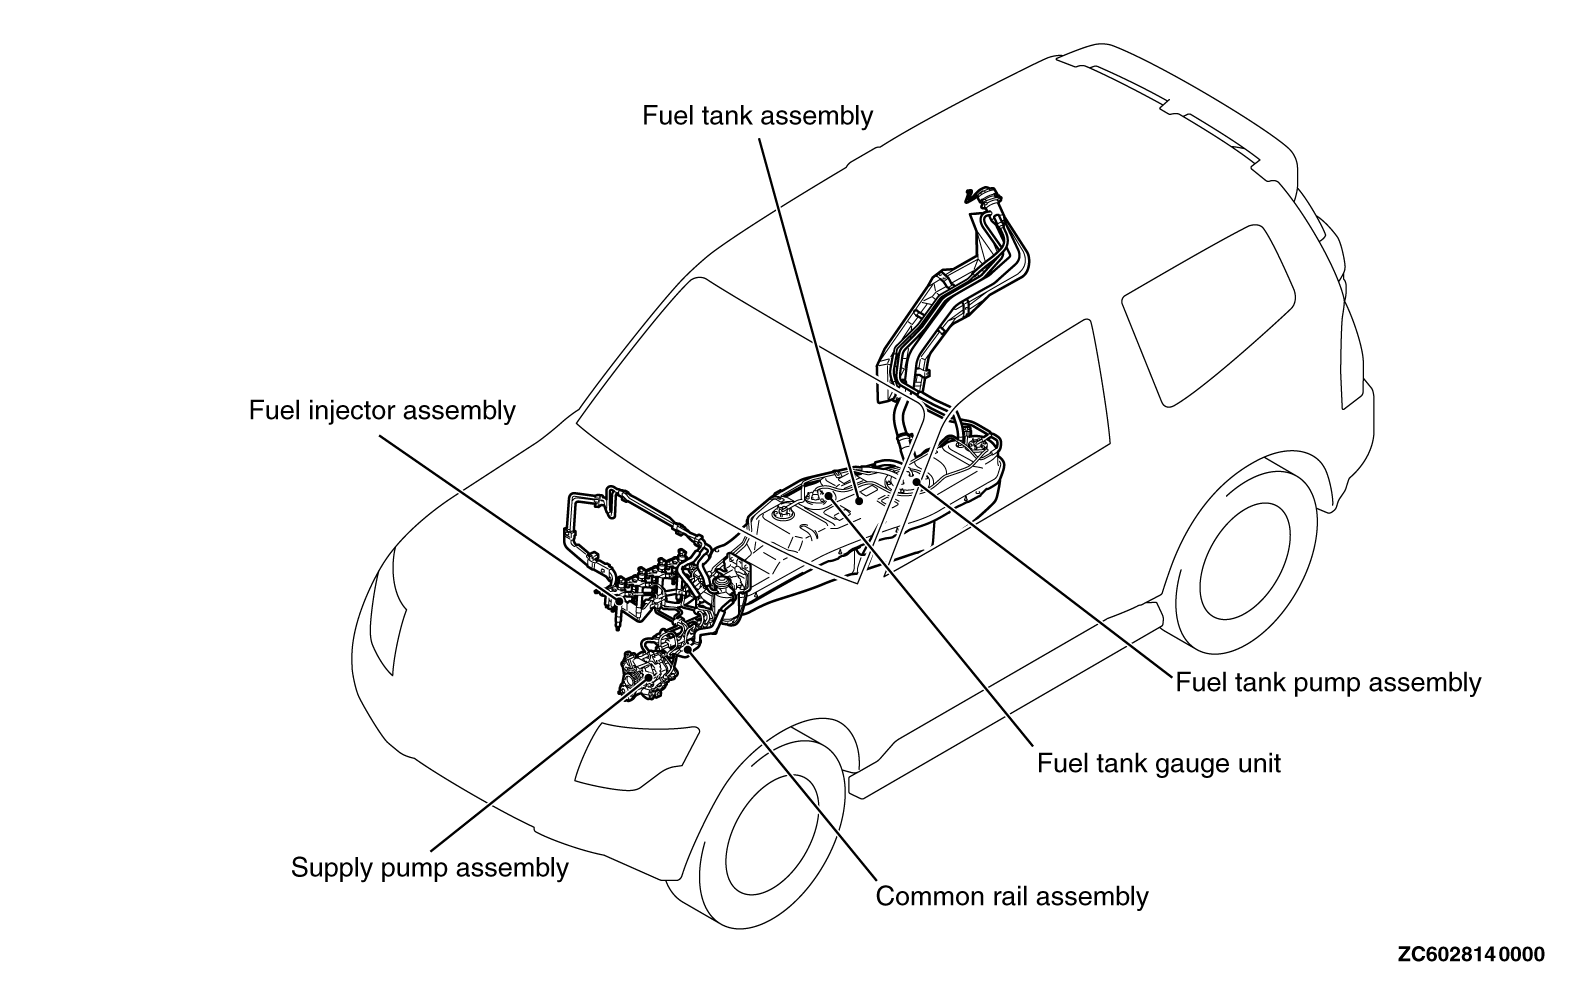 Fuel tank assembly
Fuel injector assembly
Fuel tank pump assembly
Fuel tank gauge unit
Supply pump assembly
Common rail assembly
ZC6028140000